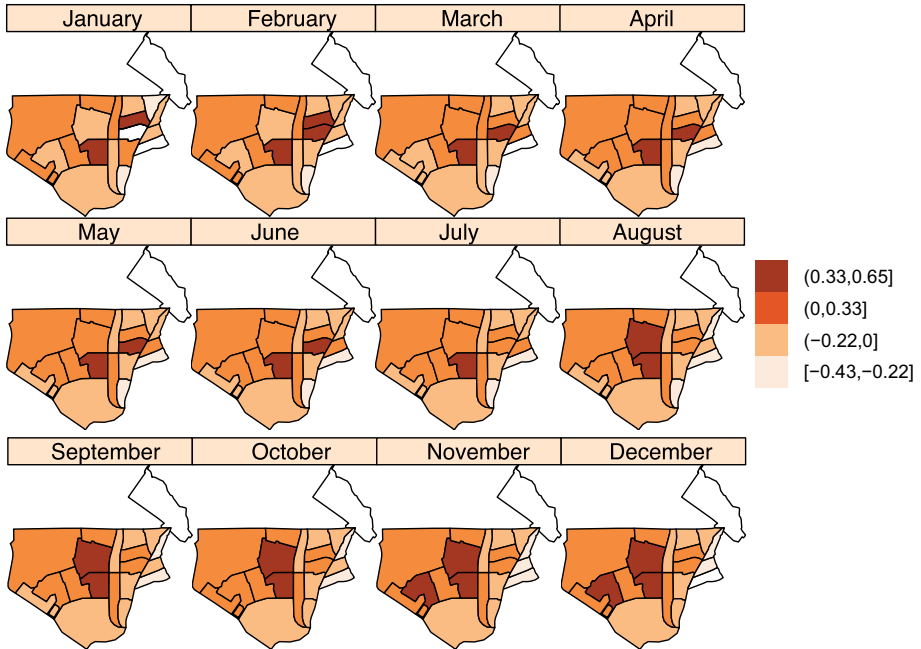 January February March April
May June July August
(0.33,0.65]
(0,0.33]
(−0.22,0]
[−0.43,−0.22]
September October November December